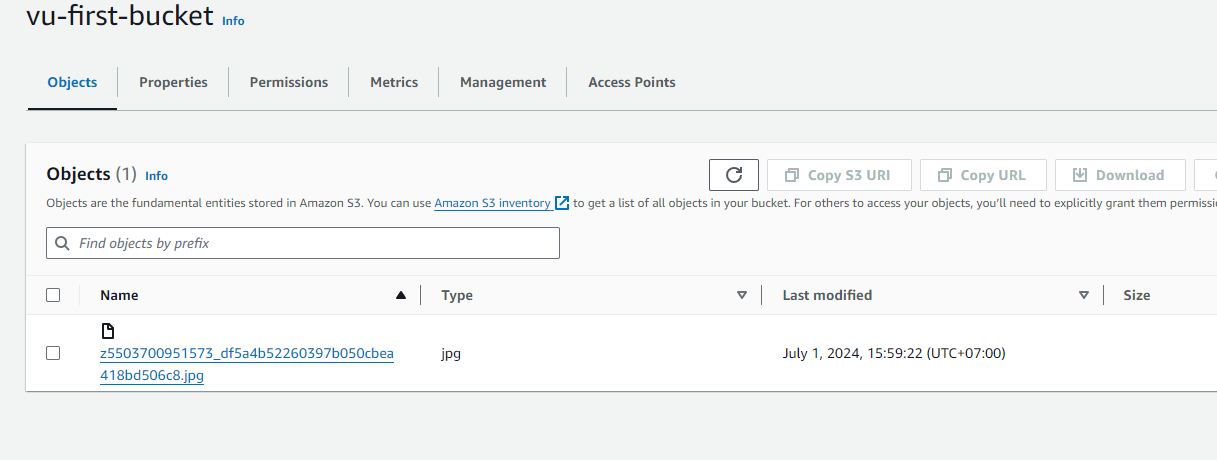 vu-first-bucket Info
Objects Properties Permissions Metrics Management Access Points
Objects (1) Info
Copy S3 URI Copy URL Download
Objects are the fundamental entities stored in Amazon S3. You can use Amazon S3 inventory to get a list of all objects in your bucket. For others to access your objects, you'll need to explicitly grant them
Find objects by prefix
Name Type Last modified Size
z5503700951573_df5a4b52260397b050cbea
418bd506c8.jpg
jpg July 1, 2024, 15:59:22 (UTC+07:00)